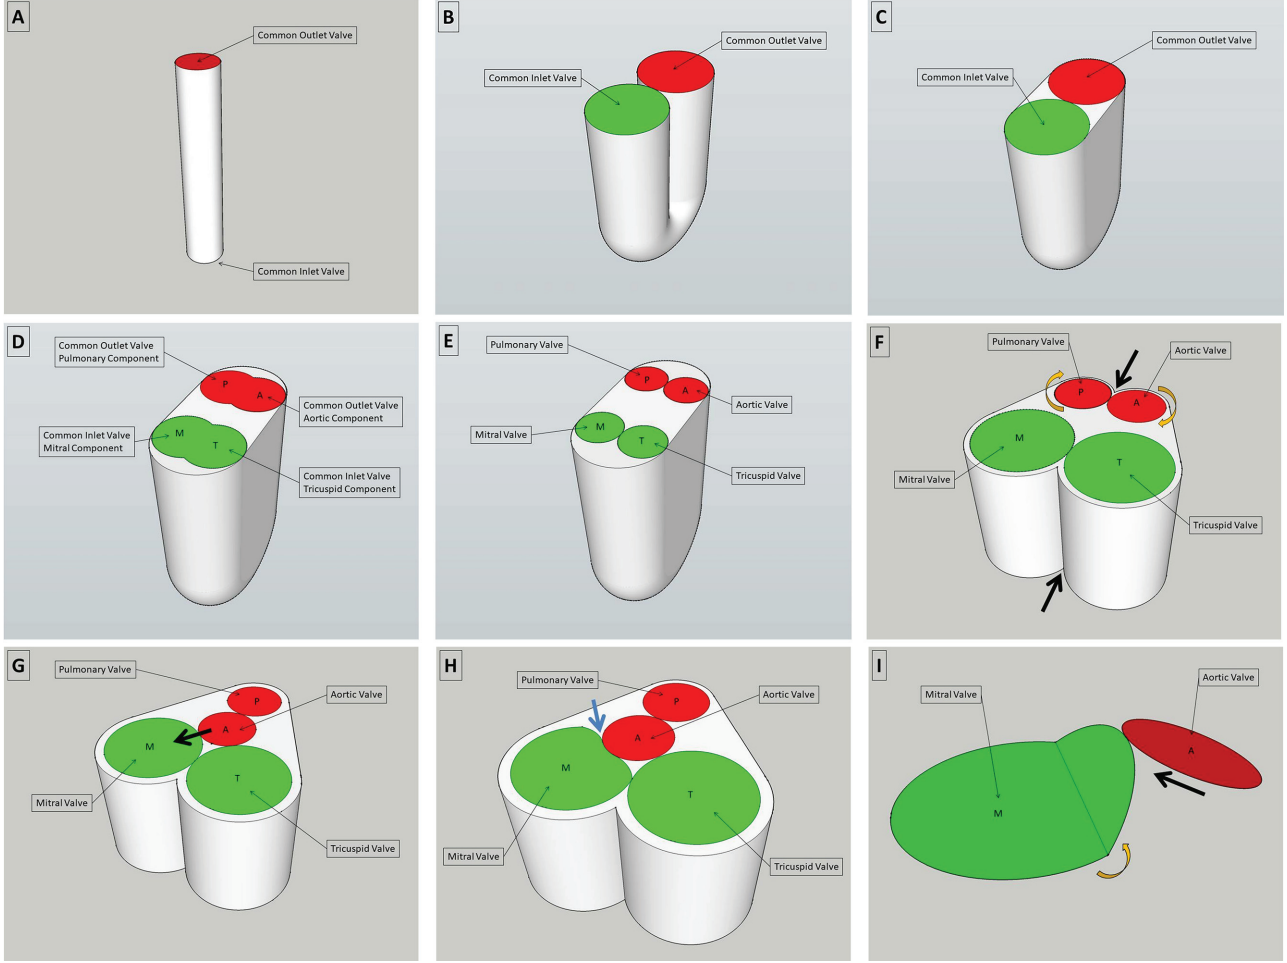 A
Common Outlet Valve
Common Inlet Valve
B
Common Outlet Valve
Common Inlet Valve
C
Common Outlet Valve
Common Inlet Valve
D
Common Outlet Valve
Pulmonary Component
P
A
Common Outlet Valve
Aortic Component
M
T
Common Inlet Valve
Mitral Component
Common Inlet Valve
Tricuspid Component
E
Pulmonary Valve
P
A
Aortic Valve
Mitral Valve
M
T
Tricuspid Valve
F
Pulmonary Valve
Aortic Valve
P
A
M
T
Mitral Valve
Tricuspid Valve
G
Pulmonary Valve
Aortic Valve
P
A
M
T
Mitral Valve
Tricuspid Valve
H
Pulmonary Valve
Aortic Valve
P
A
M
T
Mitral Valve
Tricuspid Valve
I
Aortic Valve
Mitral Valve
A
M